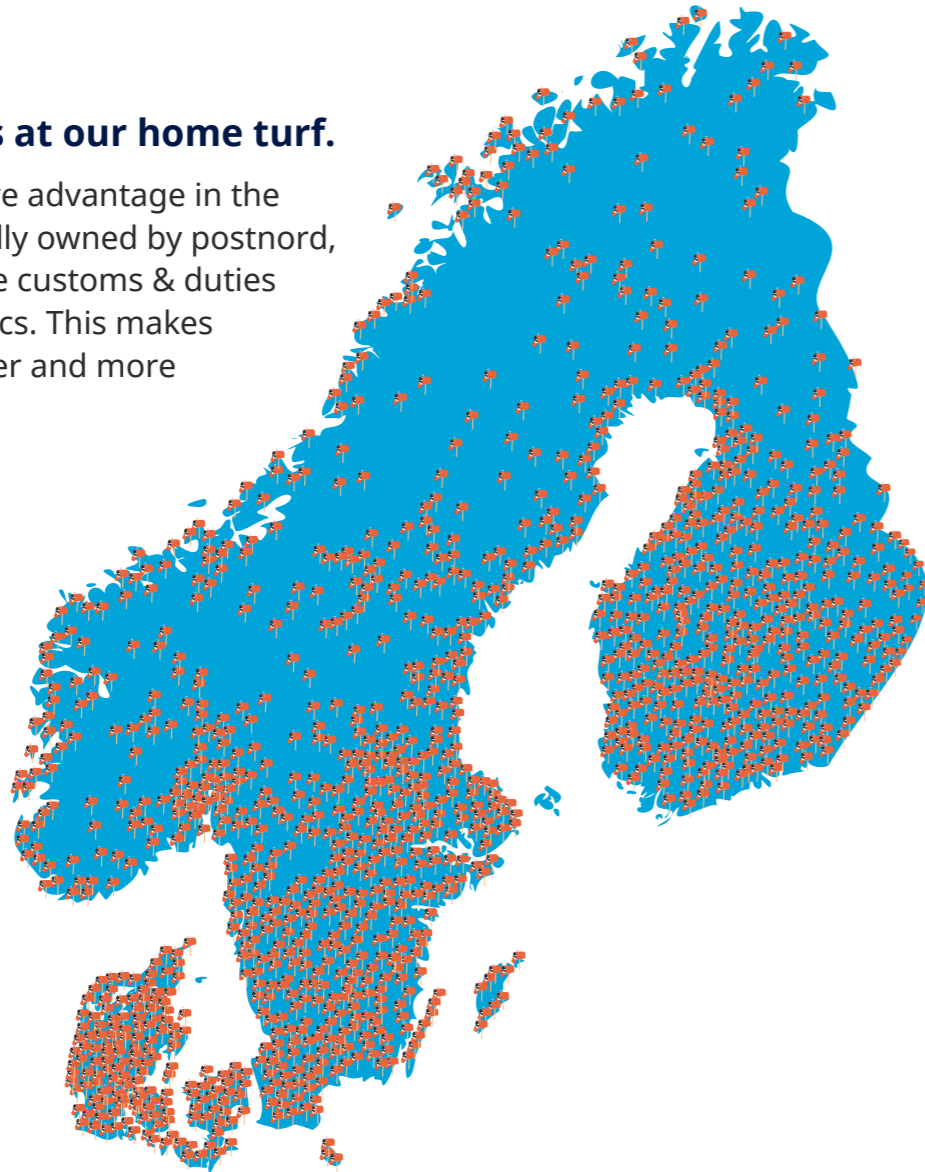 s at our home turf.
ve advantage in the
lly owned by postnord,
e customs & duties
cs. This makes
er and more